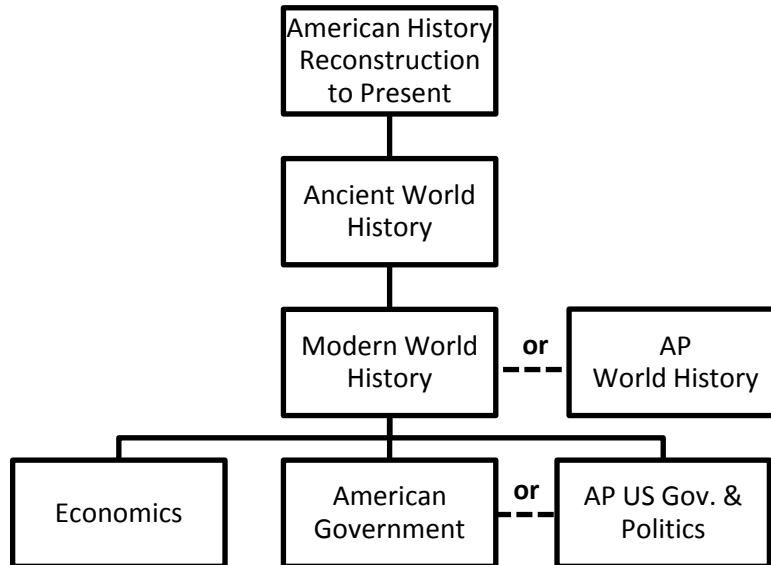 American History
Reconstruction
to Present
Ancient World
History
Modern World
History
or
AP
World History
Economics
American
Government
or
AP US Gov. &
Politics